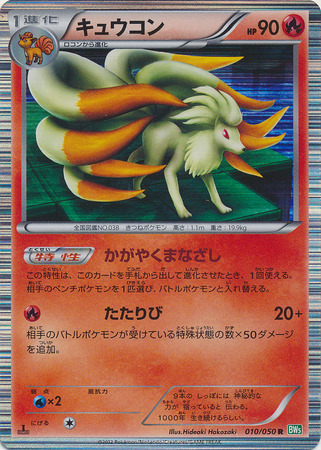 1進化
キュウコン
HP90
ロコンから進化
全国図鑑NO.038 きつねポケモン 高さ:1.1m 重さ:19.9kg
特性 かがやくまなざし
この特性は、このカードを手札から出して進化させたとき、1回使える。
相手のベンチポケモンを1匹選び、バトルポケモンと入れ替える。
たたりび 20+
相手のバトルポケモンが受けている特殊状態の数×50ダメージ
を追加。
弱点 抵抗力
×2
にげる
9本の しっぽには 神秘的な
力が 宿っていると 伝わる。
1000年 生き続けるらしい。
Illus.Hideaki Hakozaki
010/050 R BW5